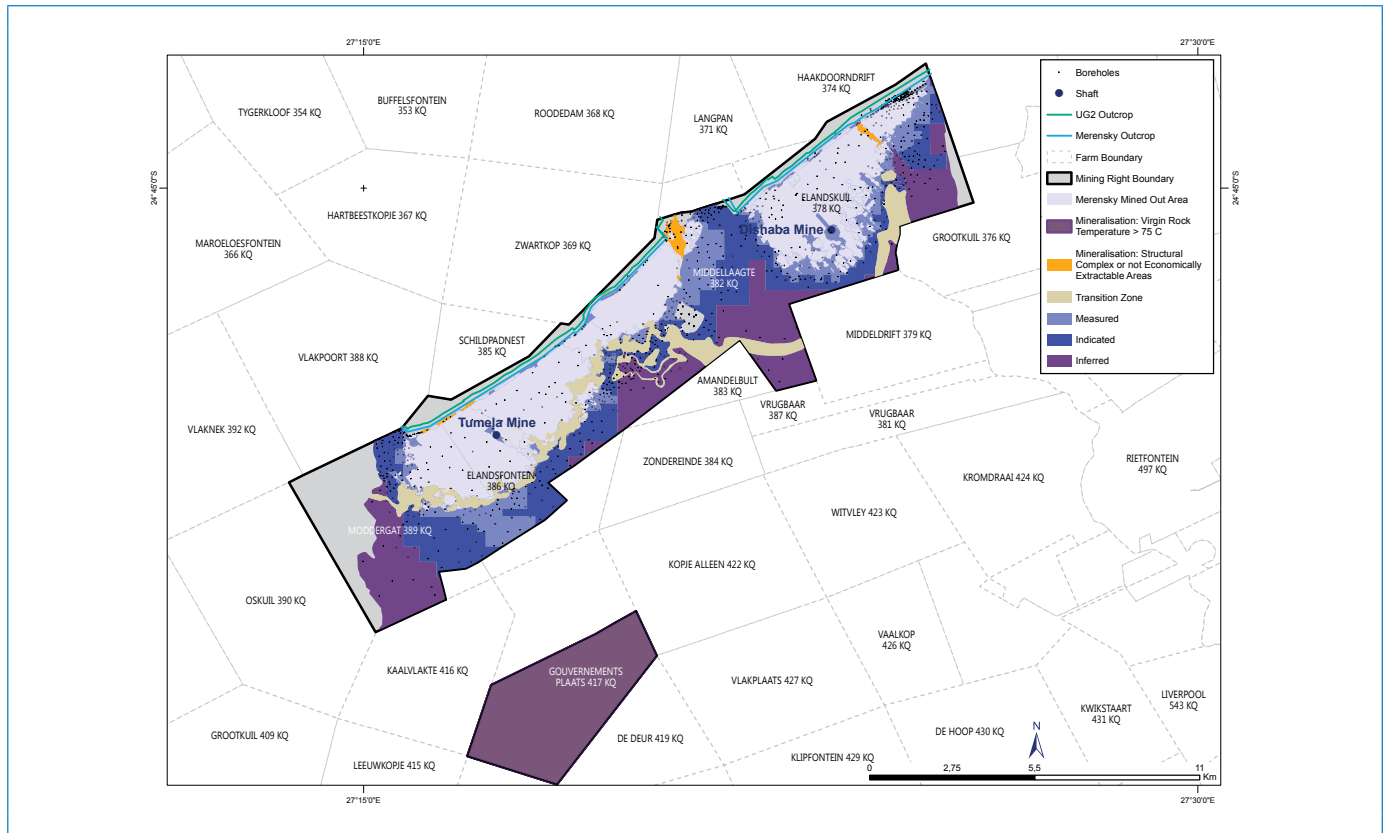 27°15'0"E
27°30'0"E
24°45'0"S
24°45'0"S
TYGERKLOOF 354 KQ
BUFFELSFONTEIN
353 KQ
ROODEDAM 368 KQ
LANGPAN
371 KQ
HAAKDOORNDRIFT
374 KQ
HARTBEESTKOPJE 367 KQ
MAROELOESFONTEIN
366 KQ
ZWARTKOP 369 KQ
ELANDSKUIL
378 KQ
Dishaba Mine
GROOTKUIL 376 KQ
MIDDELLAAGTE
382 KQ
MIDDELDRIFT 379 KQ
VLAKPOORT 388 KQ
SCHILDPADNEST
385 KQ
AMANDELBULT
383 KQ
VRUGBAAR
387 KQ
VRUGBAAR
381 KQ
VLAKNEK 392 KQ
Tumela Mine
ELANDSFONTEIN
386 KQ
ZONDEREINDE 384 KQ
KROMDRAAI 424 KQ
RIETFONTEIN
497 KQ
WITVLEY 423 KQ
MODDERGAT 389 KQ
KOPJE ALLEEN 422 KQ
OSKUIL 390 KQ
VAALKOP
426 KQ
KAALVLAKTE 416 KQ
GOUVERNEMENTS
PLAATS 417 KQ
VLAKPLAATS 427 KQ
LIVERPOOL
543 KQ
KWIKSTAART
431 KQ
GROOTKUIL 409 KQ
DE DEUR 419 KQ
DE HOOP 430 KQ
LEEUWKOPJE 415 KQ
KLIPFONTEIN 429 KQ
Boreholes
Shaft
UG2 Outcrop
Merensky Outcrop
Farm Boundary
Mining Right Boundary
Merensky Mined Out Area
Mineralisation: Virgin Rock
Temperature > 75 C
Mineralisation: Structural
Complex or not Economically
Extractable Areas
Transition Zone
Measured
Indicated
Inferred
N
0 2,75 5,5 11
Km
27°15'0"E
27°30'0"E